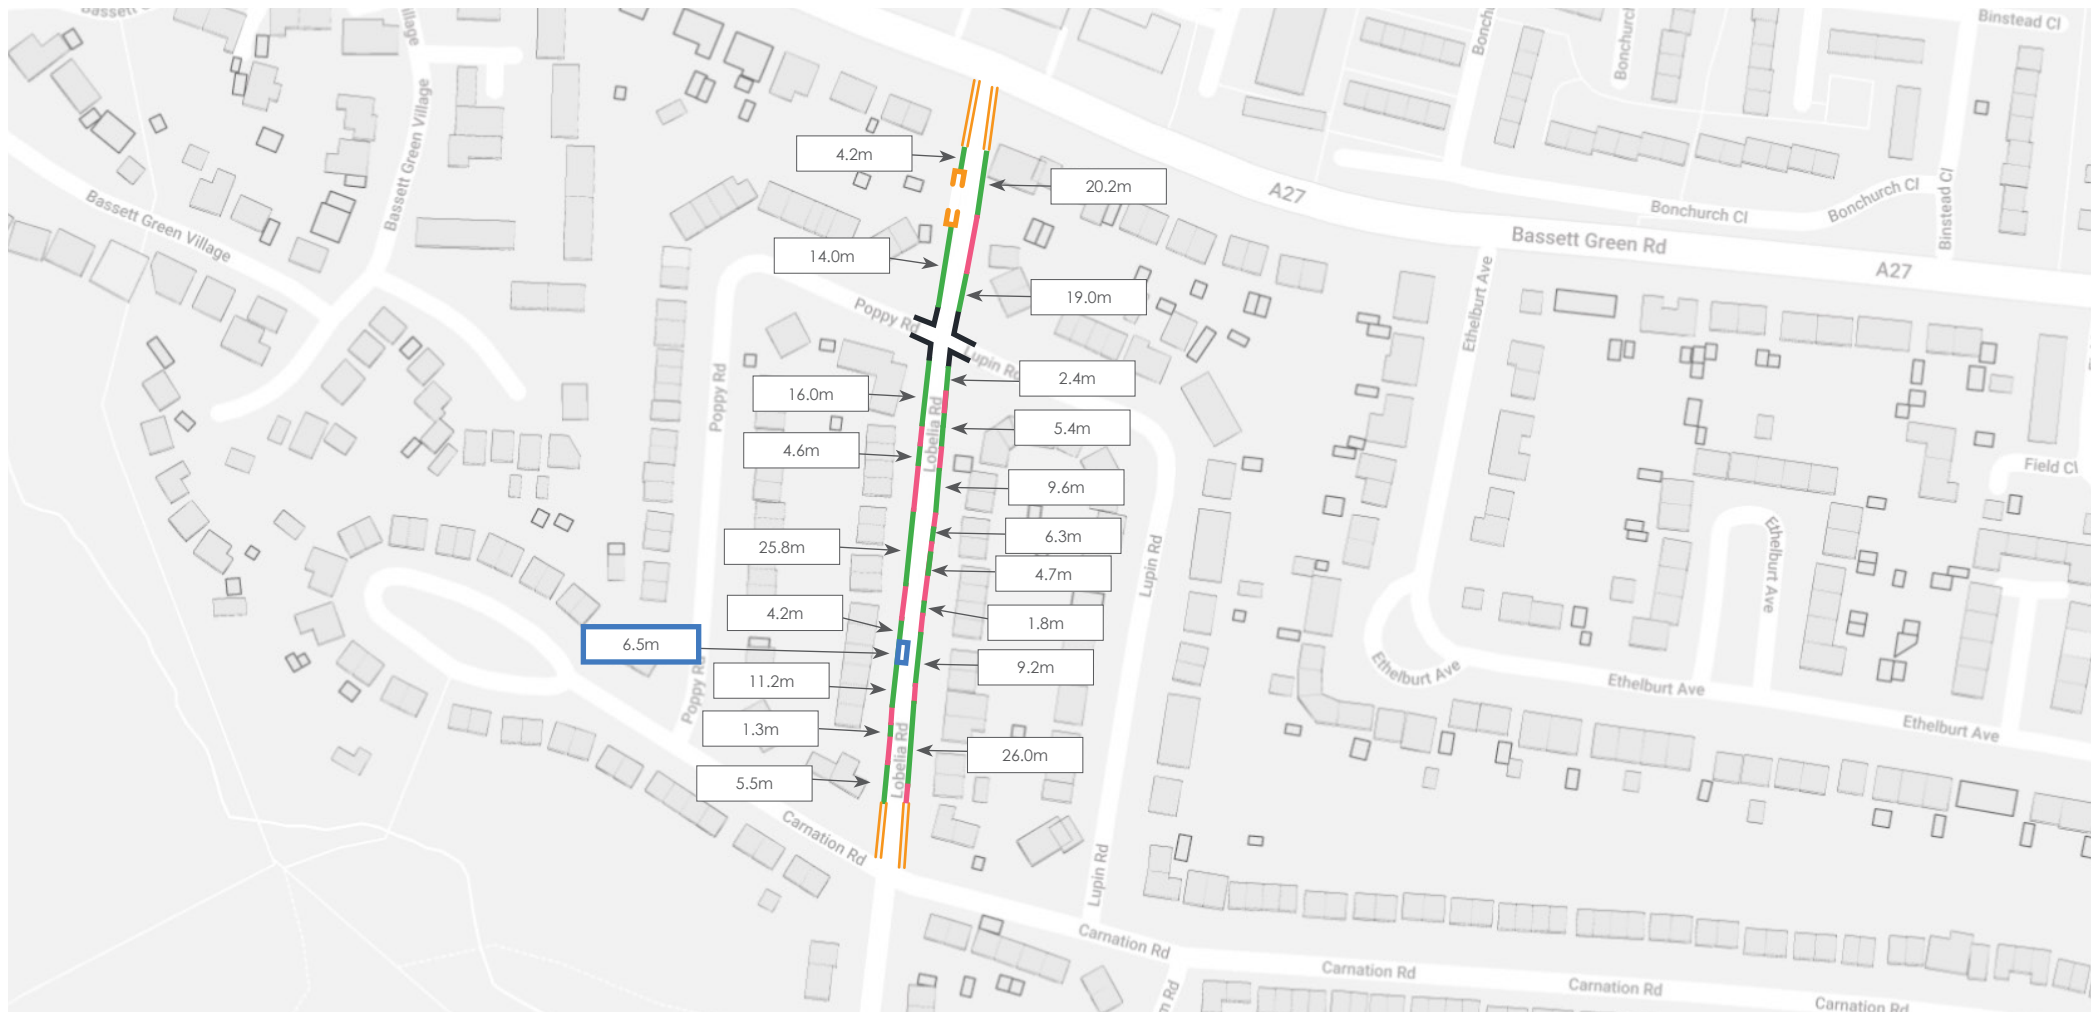 Bassett G
Binstead Cl
Bonchurch
illage
Bonchurch
4.2m
Bassett Green Village
20.2m
A27
Bonchurch Cl
Bonchurch Cl
Binstead Cl
Bassett Green Village
Bassett Green Rd
A27
14.0m
19.0m
Ethelburt Ave
Poppy Rd
Lupin Rd
2.4m
Poppy Rd
16.0m
Lobelia Rd
5.4m
4.6m
Field Cl
9.6m
6.3m
25.8m
Lupin Rd
Ethelburt Ave
4.7m
4.2m
1.8m
6.5m
9.2m
Ethelburt Ave
11.2m
Poppy Rd
Ethelburt Ave
1.3m
Ethelburt Ave
Lobelia Rd
26.0m
5.5m
Carnation Rd
Lupin Rd
Carnation Rd
Carnation Rd
Carnation Rd
Carnation Rd
n Rd